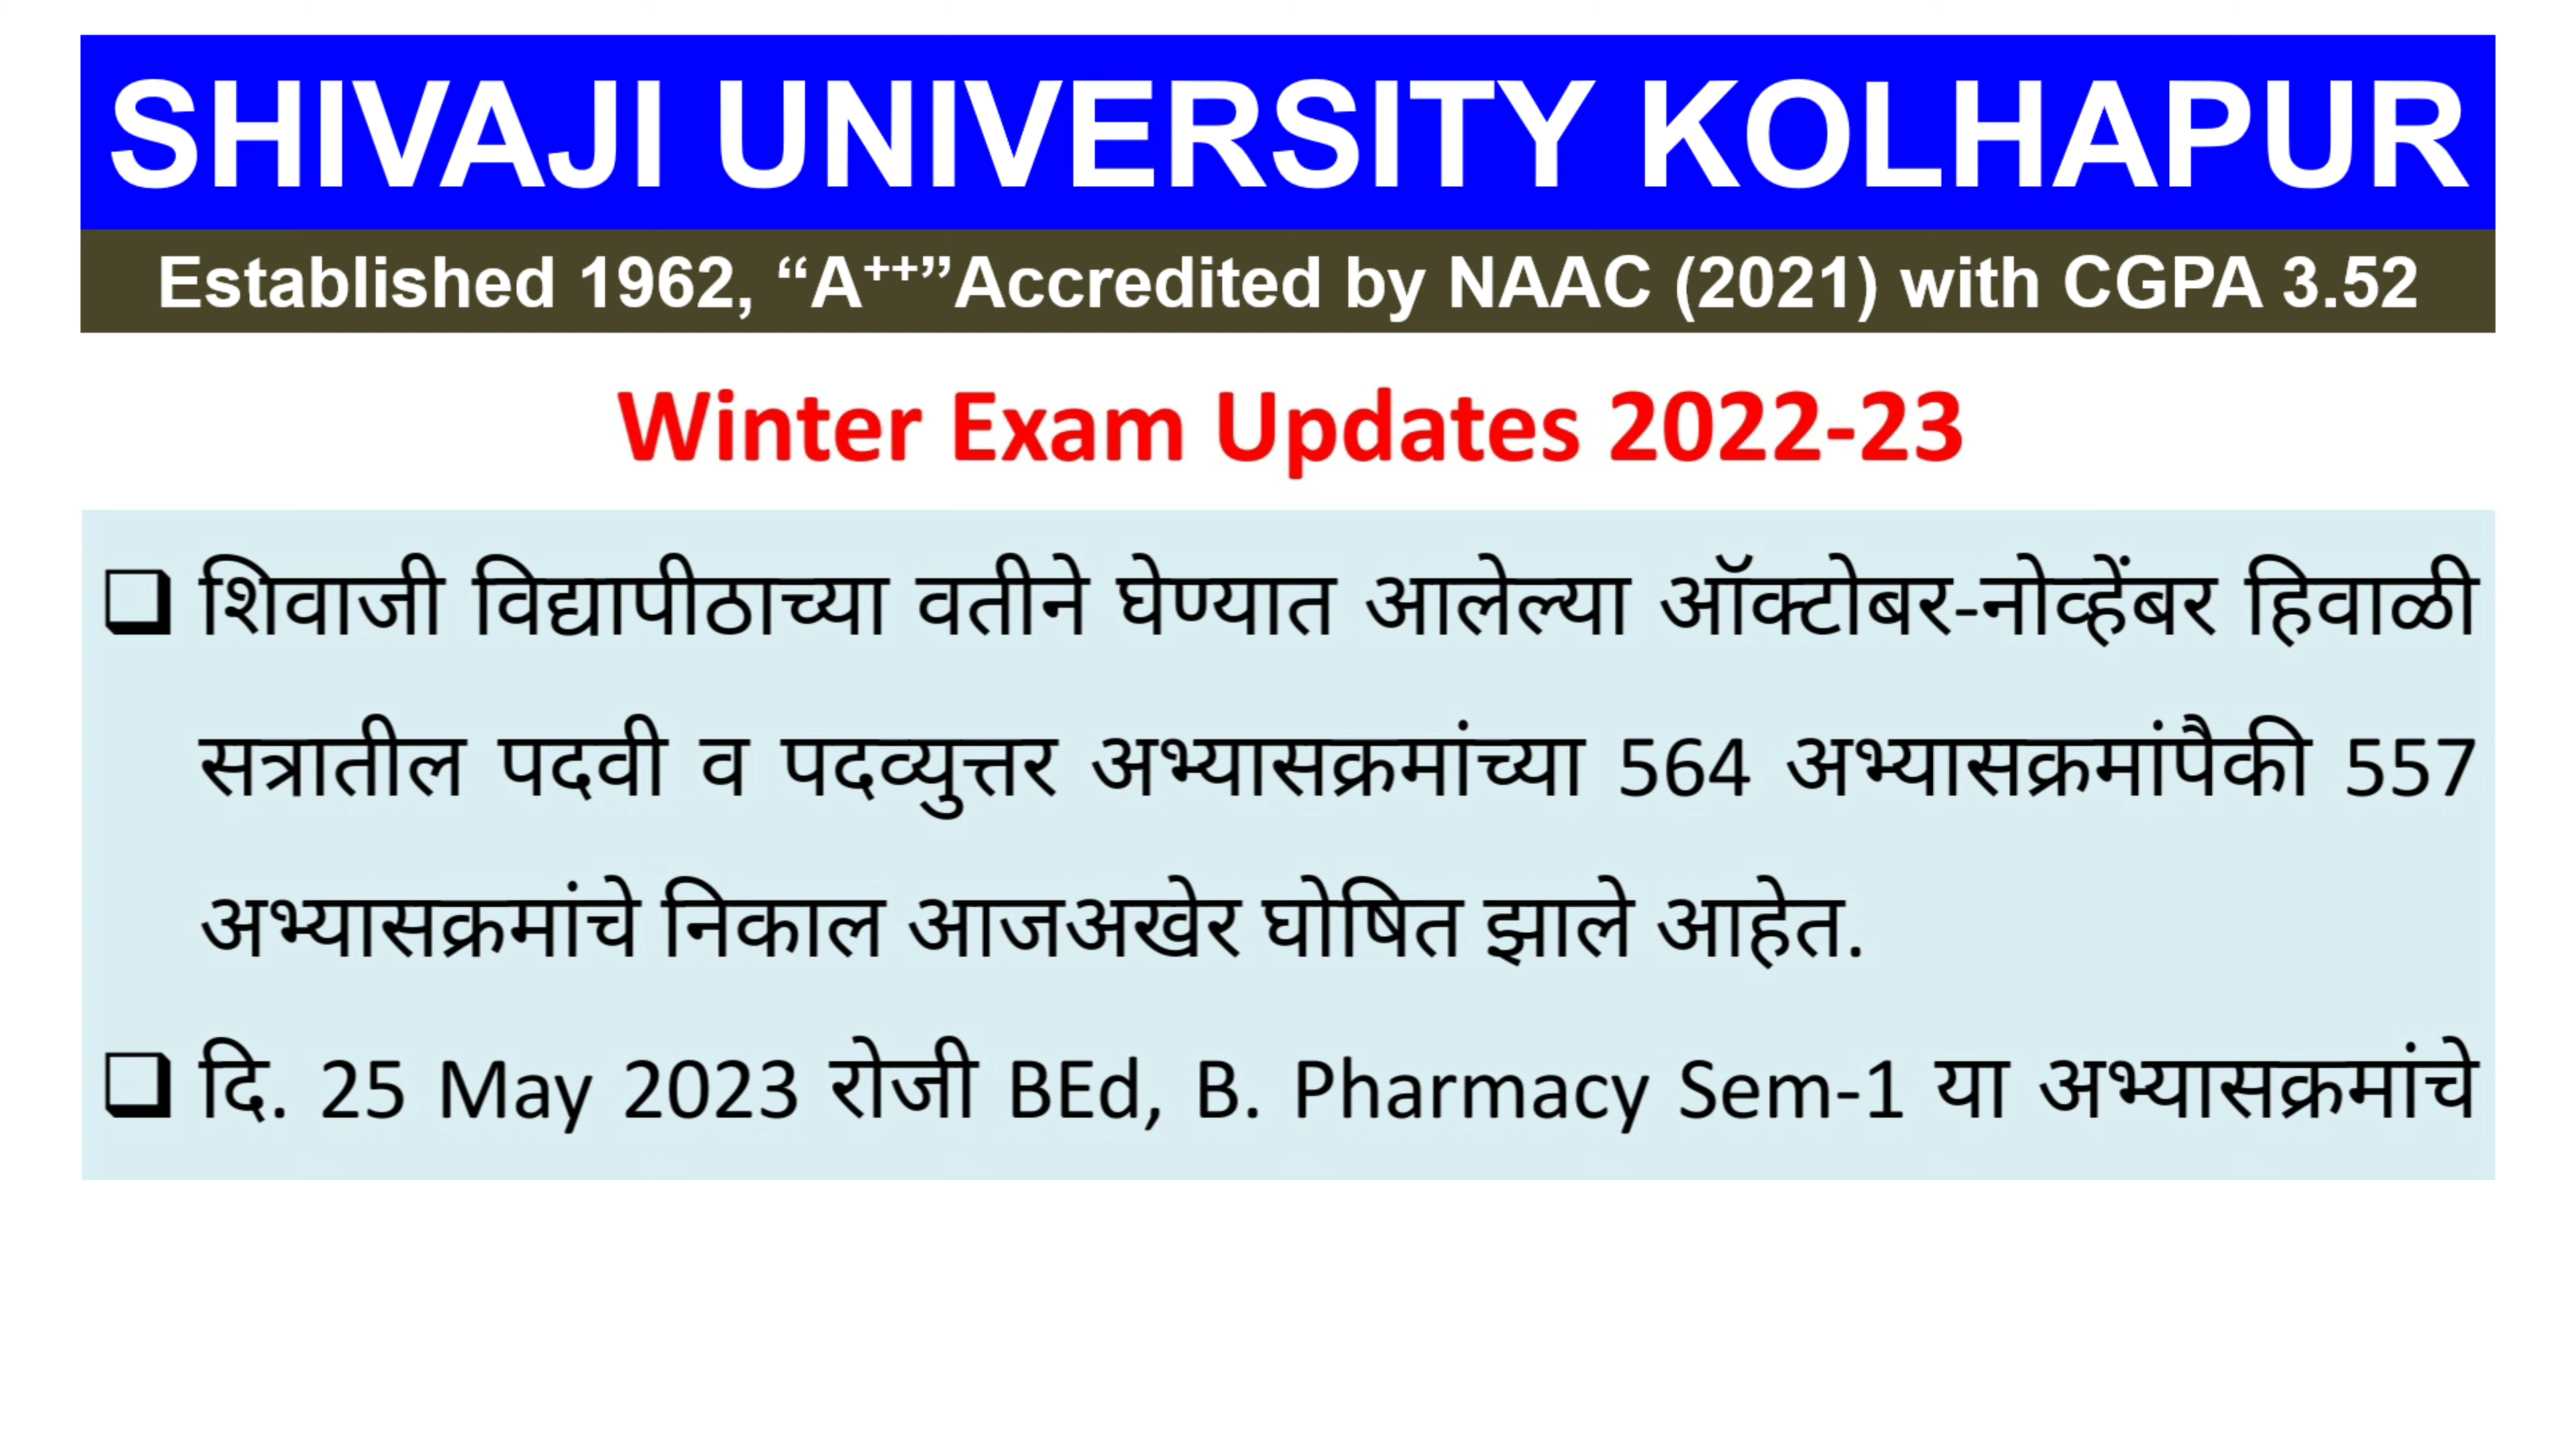 SHIVAJI UNIVERSITY KOLHAPUR
Established 1962, “A++”Accredited by NAAC (2021) with CGPA 3.52
Winter Exam Updates 2022-23
❑ शिवाजी विद्यापीठाच्या वतीने घेण्यात आलेल्या ऑक्टोबर-नोव्हेंबर हिवाळी
सत्रातील पदवी व पदव्युत्तर अभ्यासक्रमांच्या 564 अभ्यासक्रमांपैकी 557
अभ्यासक्रमांचे निकाल आजअखेर घोषित झाले आहेत.
❑ दि. 25 May 2023 रोजी BEd, B. Pharmacy Sem-1 या अभ्यासक्रमांचे